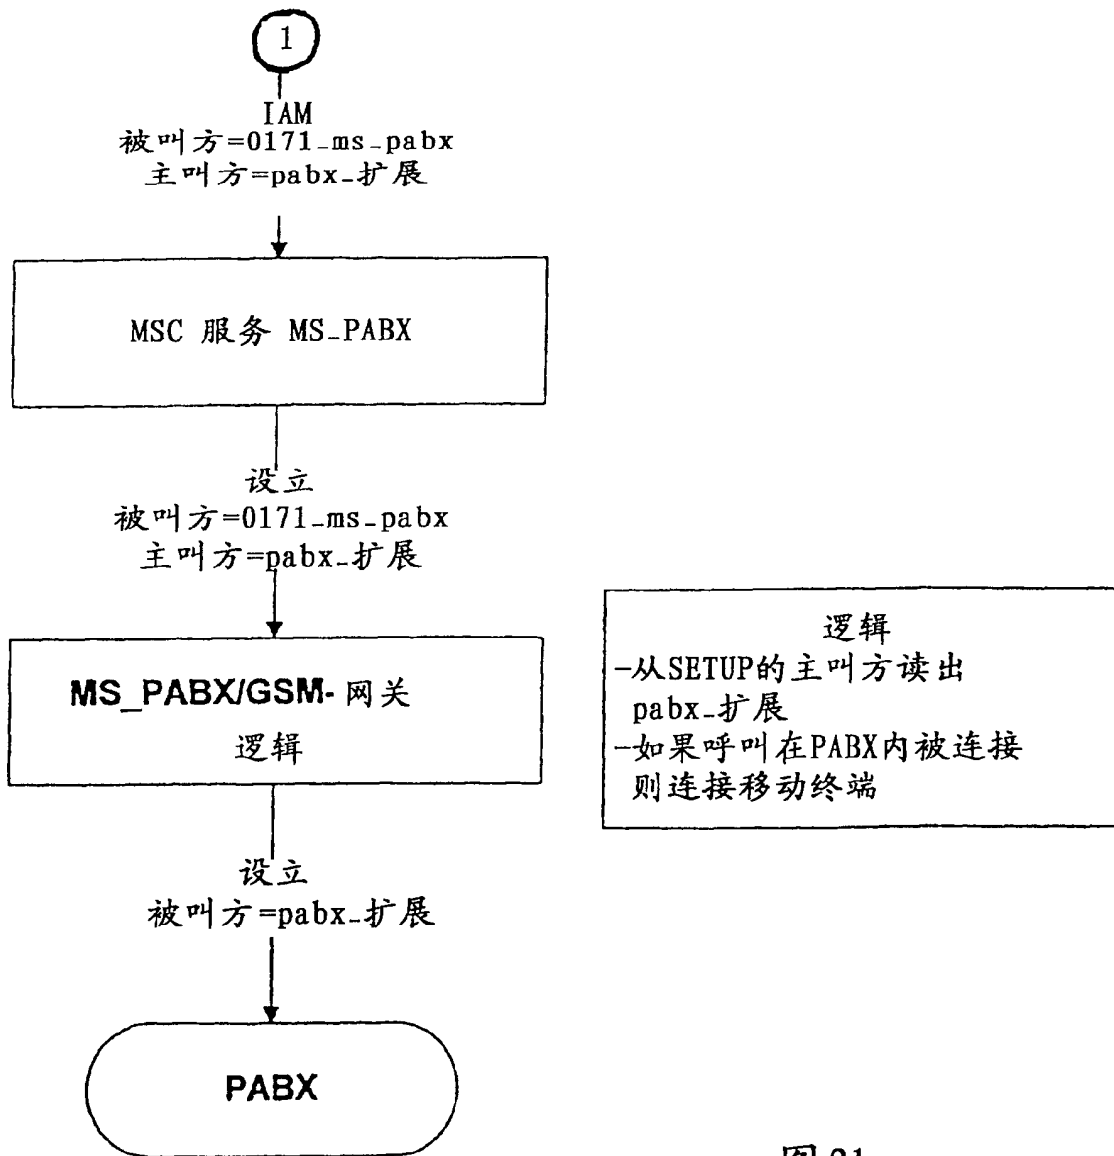 1
IAM
被叫方=0171_ms_pabx
主叫方=pabx_扩展
MSC 服务 MS_PABX
设立
被叫方=0171_ms_pabx
主叫方=pabx_扩展
MS_PABX/GSM- 网关
逻辑
逻辑
-从SETUP的主叫方读出
pabx_扩展
-如果呼叫在PABX内被连接
则连接移动终端
设立
被叫方=pabx_扩展
PABX